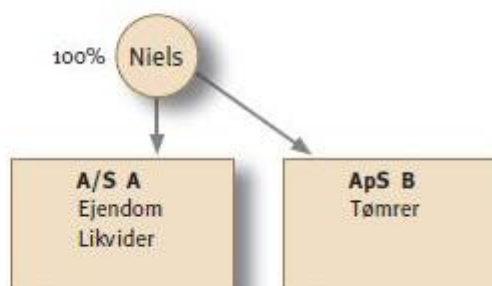 100% Niels
A/S A
Ejendom
Likvider
ApS B
Tømrer